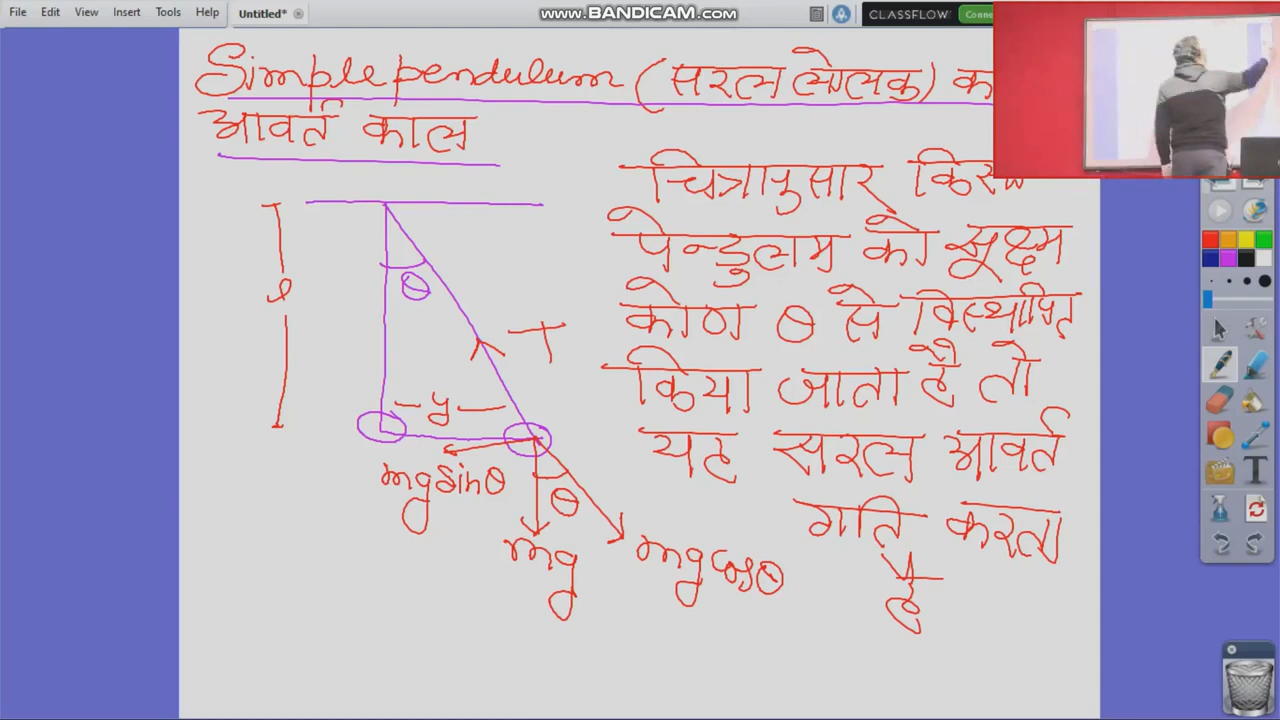 File Edit View Insert Tools Help Untitled*
www.BANDICAM.com
CLASSFLOW
Simple pendulum (सरल लोलक)
आवर्त काल
चित्रानुसार
पेन्डुलम को सूक्ष्म
कोण θ से विस्थापित
किया जाता है तो
यह सरल आवर्त
गति करता
है
θ
l
T
-y-
mg sinθ
θ
mg
mg cosθ